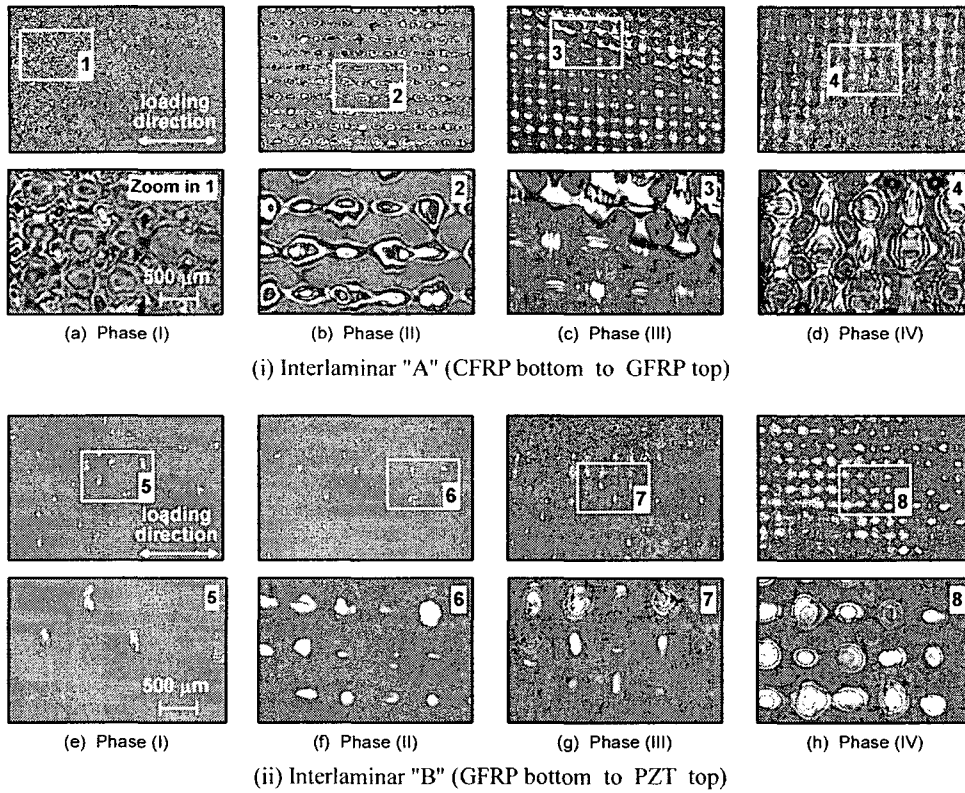 1
2
3
4
loading
direction
Zoom in 1
2
3
4
500 μm
(a) Phase (I)
(b) Phase (II)
(c) Phase (III)
(d) Phase (IV)
(i) Interlaminar "A" (CFRP bottom to GFRP top)
5
6
7
8
loading
direction
5
6
7
8
500 μm
(e) Phase (I)
(f) Phase (II)
(g) Phase (III)
(h) Phase (IV)
(ii) Interlaminar "B" (GFRP bottom to PZT top)